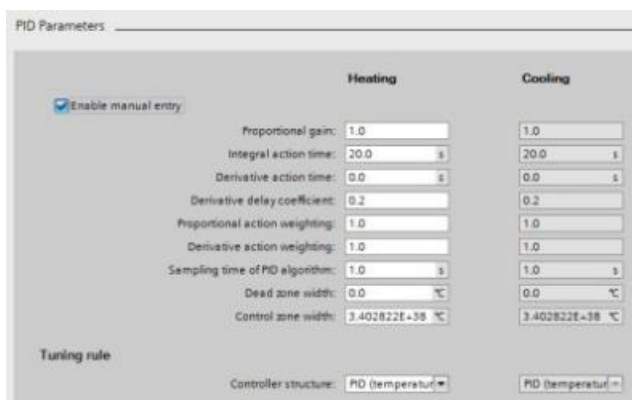 PID Parameters
Heating Cooling
Enable manual entry
Proportional gain: 1.0 1.0
Integral action time: 20.0 s 20.0 s
Derivative action time: 0.0 s 0.0 s
Derivative delay coefficient: 0.2 0.2
Proportional action weighting: 1.0 1.0
Derivative action weighting: 1.0 1.0
Sampling time of PID algorithm: 1.0 s 1.0 s
Dead zone width: 0.0 °C 0.0 °C
Control zone width: 3.402822E+38 °C 3.402822E+38 °C
Tuning rule
Controller structure: PID (temperatur PID (temperatur